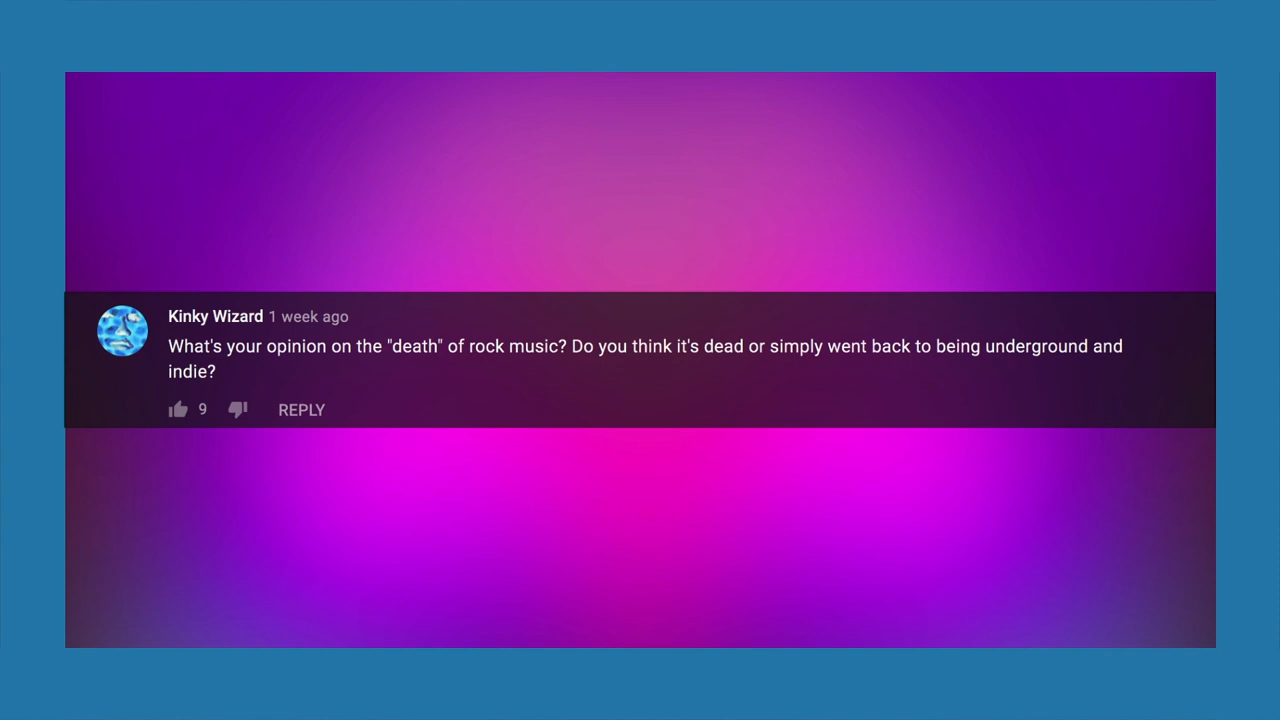 Kinky Wizard 1 week ago
What's your opinion on the "death" of rock music? Do you think it's dead or simply went back to being underground and
indie?
9 REPLY